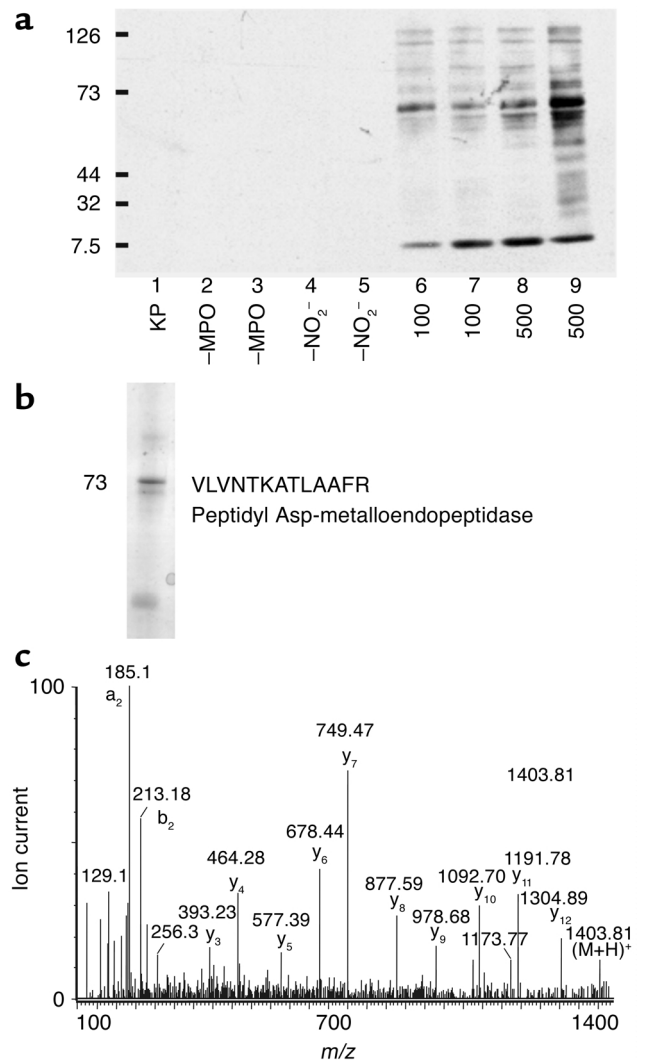 a
126
73
44
32
7.5
1 2 3 4 5 6 7 8 9
KP –MPO –MPO –NO2– –NO2– 100 100 500 500
b
73
VLVNTKATLAAFR
Peptidyl Asp-metalloendopeptidase
c
185.1
100
a2
749.47
y7
1403.81
213.18
b2
678.44
y6
464.28
y4
129.1
1191.78
y11
1092.70
y10
877.59
y8
1304.89
y12
393.23
y3
577.39
y5
978.68
y9
256.3
1173.77
1403.81
(M+H)+
Ion current
0
100 700 1400
m/z